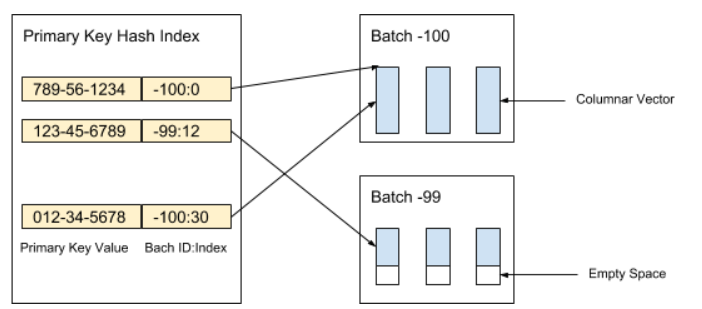 Primary Key Hash Index
789-56-1234 -100:0
123-45-6789 -99:12
012-34-5678 -100:30
Primary Key Value Bach ID:Index
Batch -100
Columnar Vector
Batch -99
Empty Space